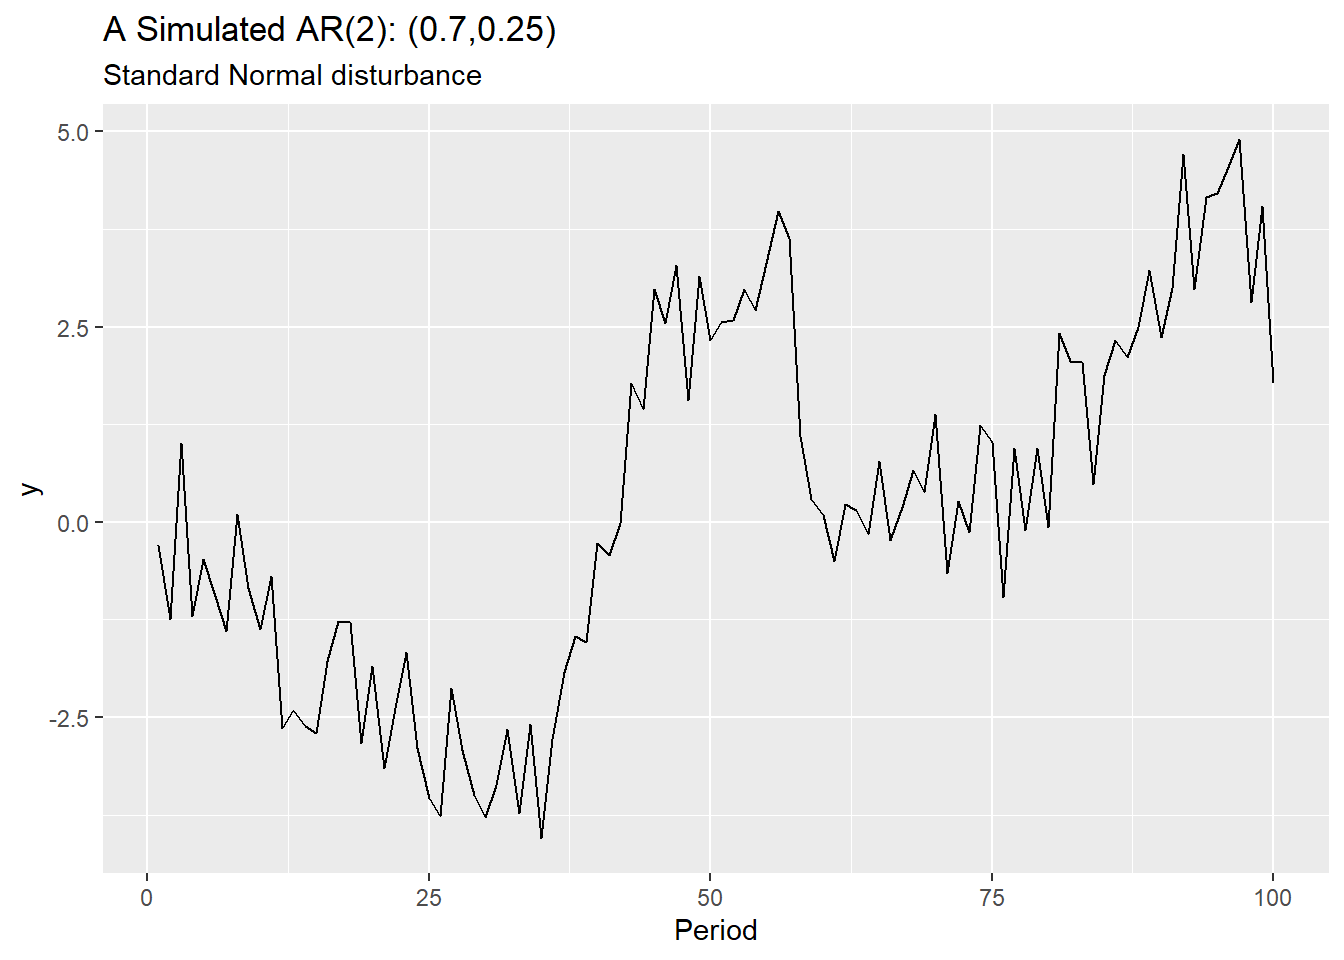 A Simulated AR(2): (0.7,0.25)
Standard Normal disturbance
5.0
2.5
0.0
-2.5
y
0 25 50 75 100
Period